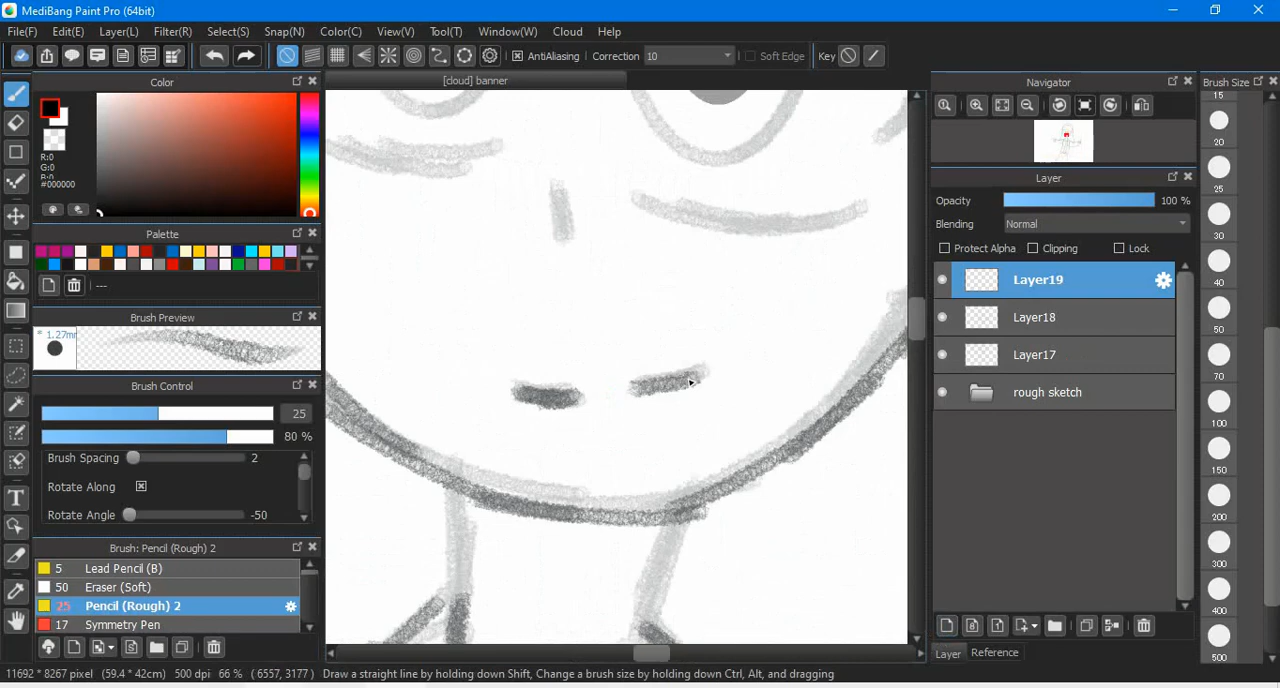 MediBang Paint Pro (64bit)
File(F) Edit(E) Layer(L) Filter(R) Select(S) Snap(N) Color(C) View(V) Tool(T) Window(W) Cloud Help
AntiAliasing Correction 10 Soft Edge Key
Color
[cloud] banner
Navigator
Brush Size
R:0
G:0
B:0
#000000
Palette
---
Brush Preview
* 1.27mm
Brush Control
25
80 %
Brush Spacing 2
Rotate Along
Rotate Angle -50
Brush: Pencil (Rough) 2
5 Lead Pencil (B)
50 Eraser (Soft)
25 Pencil (Rough) 2
17 Symmetry Pen
Layer
Opacity 100 %
Blending Normal
Protect Alpha Clipping Lock
Layer19
Layer18
Layer17
rough sketch
Layer Reference
15
20
25
30
40
50
70
100
150
200
300
400
500
11692 * 8267 pixel (59.4 * 42cm) 500 dpi 66 % ( 6557, 3177 ) Draw a straight line by holding down Shift, Change a brush size by holding down Ctrl, Alt, and dragging